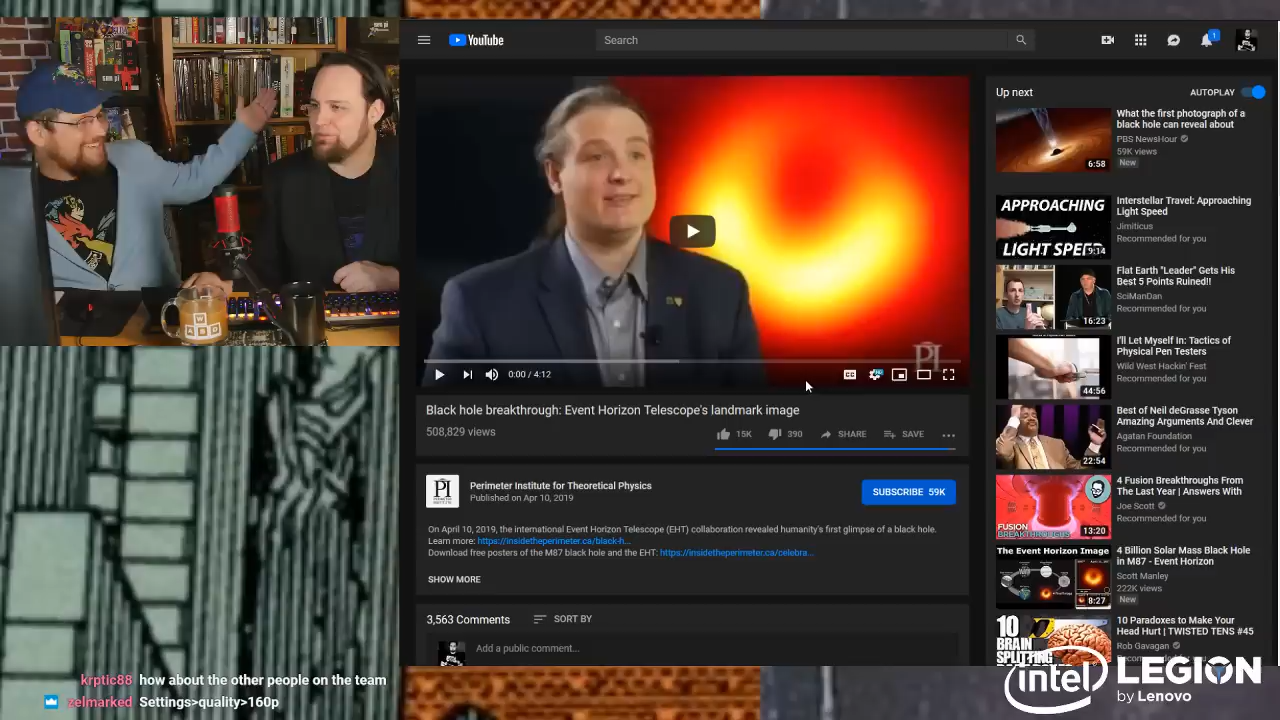 YouTube
Search
1
Up next
AUTOPLAY
What the first photograph of a
black hole can reveal about
PBS NewsHour
59K views
New
6:58
APPROACHING
LIGHT SPEED
9:14
Interstellar Travel: Approaching
Light Speed
Jimiticus
Recommended for you
Flat Earth "Leader" Gets His
Best 5 Points Ruined!!
SciManDan
Recommended for you
16:23
I'll Let Myself In: Tactics of
Physical Pen Testers
Wild West Hackin' Fest
Recommended for you
44:56
Best of Neil deGrasse Tyson
Amazing Arguments And Clever
Agatan Foundation
Recommended for you
22:54
FUSION
BREAKTHROUGHS
13:20
4 Fusion Breakthroughs From
The Last Year | Answers With
Joe Scott
Recommended for you
The Event Horizon Image
8:27
4 Billion Solar Mass Black Hole
in M87 - Event Horizon
Scott Manley
222K views
New
10
BRAIN
SPLITTING
10 Paradoxes to Make Your
Head Hurt | TWISTED TENS #45
Rob Gavagan
PI
0:00 / 4:12
CC
Black hole breakthrough: Event Horizon Telescope's landmark image
508,829 views
15K
390
SHARE
SAVE
PI
Perimeter Institute for Theoretical Physics
Published on Apr 10, 2019
SUBSCRIBE 59K
On April 10, 2019, the international Event Horizon Telescope (EHT) collaboration revealed humanity's first glimpse of a black hole.
Learn more: https://insidetheperimeter.ca/black-h...
Download free posters of the M87 black hole and the EHT: https://insidetheperimeter.ca/celebra...
SHOW MORE
3,563 Comments
SORT BY
Add a public comment...
krptic88 how about the other people on the team
zelmarked Settings>quality>160p
intel
LEGION
by Lenovo